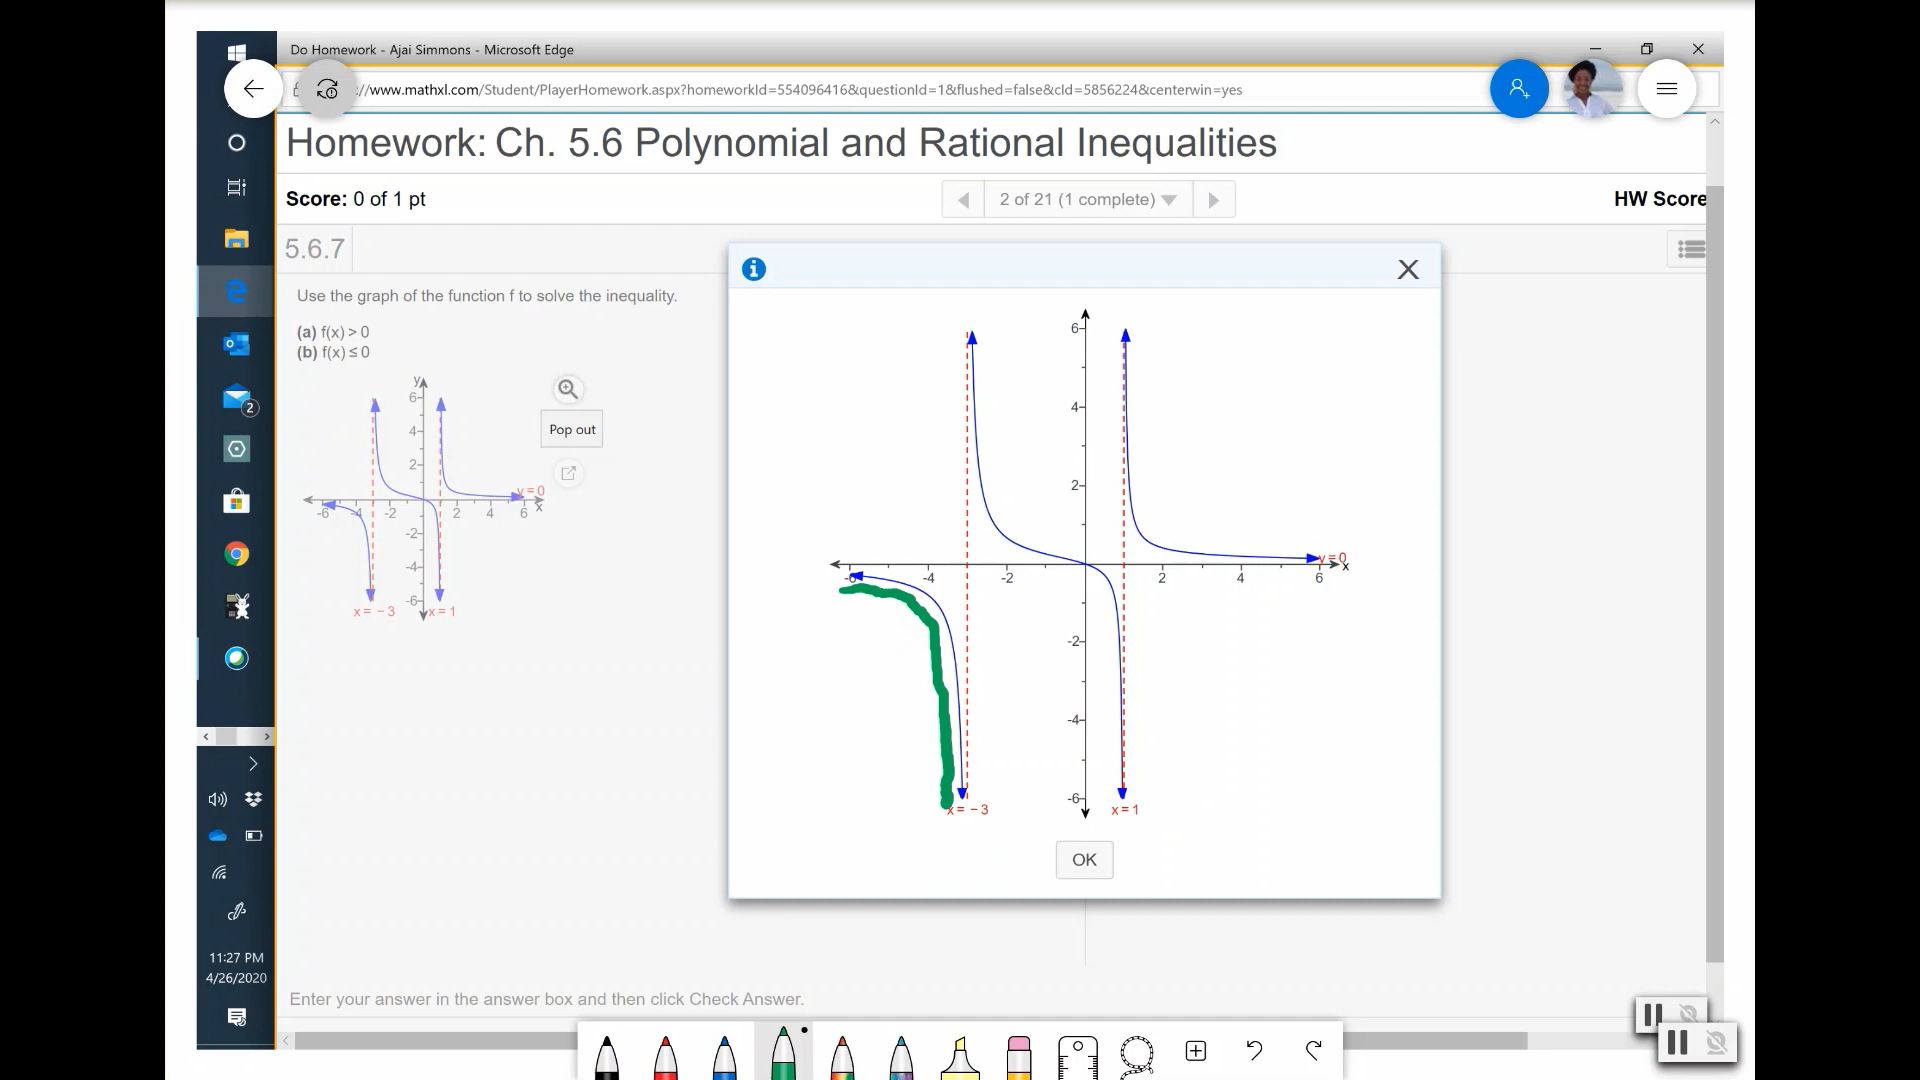 Do Homework - Ajai Simmons - Microsoft Edge
://www.mathxl.com/Student/PlayerHomework.aspx?homeworkId=554096416&questionId=1&flushed=false&cId=5856224&centerwin=yes
Homework: Ch. 5.6 Polynomial and Rational Inequalities
Score: 0 of 1 pt
2 of 21 (1 complete)
HW Score
5.6.7
Use the graph of the function f to solve the inequality.
(a) f(x) > 0
(b) f(x) ≤ 0
y
6
4
2
y = 0
-6 -4 -2 2 4 6 x
-2
-4
-6
x = - 3 x = 1
Pop out
6
4
2
y = 0
-6 -4 -2 2 4 6 x
-2
-4
-6
x = - 3 x = 1
OK
2
11:27 PM
4/26/2020
Enter your answer in the answer box and then click Check Answer.